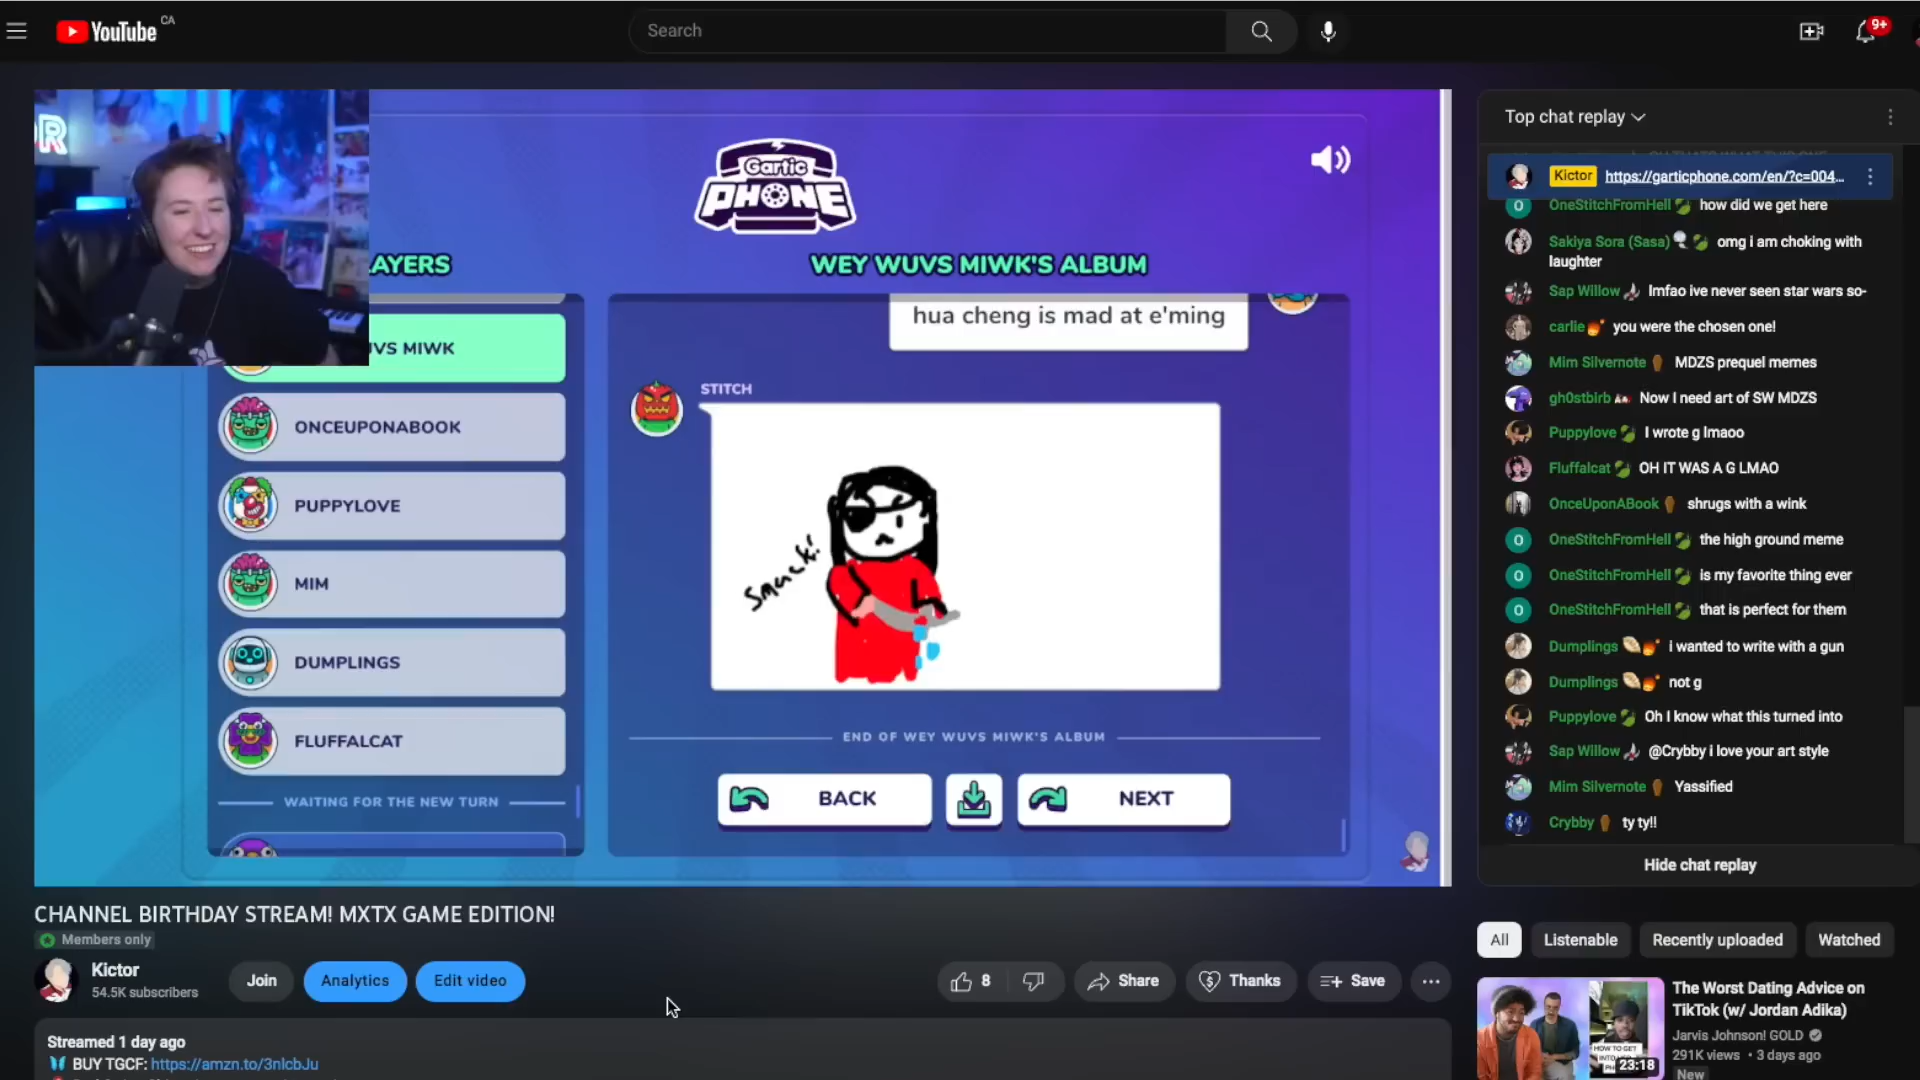 YouTube CA
Search
9+
Gartic
PHONE
AYERS
WEY WUVS MIWK'S ALBUM
VS MIWK
ONCEUPONABOOK
PUPPYLOVE
MIM
DUMPLINGS
FLUFFALCAT
WAITING FOR THE NEW TURN
hua cheng is mad at e'ming
STITCH
Smack!
END OF WEY WUVS MIWK'S ALBUM
BACK
NEXT
Top chat replay
Kictor https://garticphone.com/en/?c=004...
OneStitchFromHell how did we get here
Sakiya Sora (Sasa) omg i am choking with
laughter
Sap Willow lmfao ive never seen star wars so-
carlie you were the chosen one!
Mim Silvernote MDZS prequel memes
gh0stbirb Now I need art of SW MDZS
Puppylove I wrote g lmaoo
Fluffalcat OH IT WAS A G LMAO
OnceUponABook shrugs with a wink
OneStitchFromHell the high ground meme
OneStitchFromHell is my favorite thing ever
OneStitchFromHell that is perfect for them
Dumplings i wanted to write with a gun
Dumplings not g
Puppylove Oh I know what this turned into
Sap Willow @Crybby i love your art style
Mim Silvernote Yassified
Crybby ty ty!!
Hide chat replay
CHANNEL BIRTHDAY STREAM! MXTX GAME EDITION!
Members only
Kictor
54.5K subscribers
Join
Analytics
Edit video
8
Share
Thanks
Save
Streamed 1 day ago
BUY TGCF: https://amzn.to/3nlcbJu
All
Listenable
Recently uploaded
Watched
The Worst Dating Advice on
TikTok (w/ Jordan Adika)
Jarvis Johnson! GOLD
291K views • 3 days ago
New
HOW TO GET
23:18